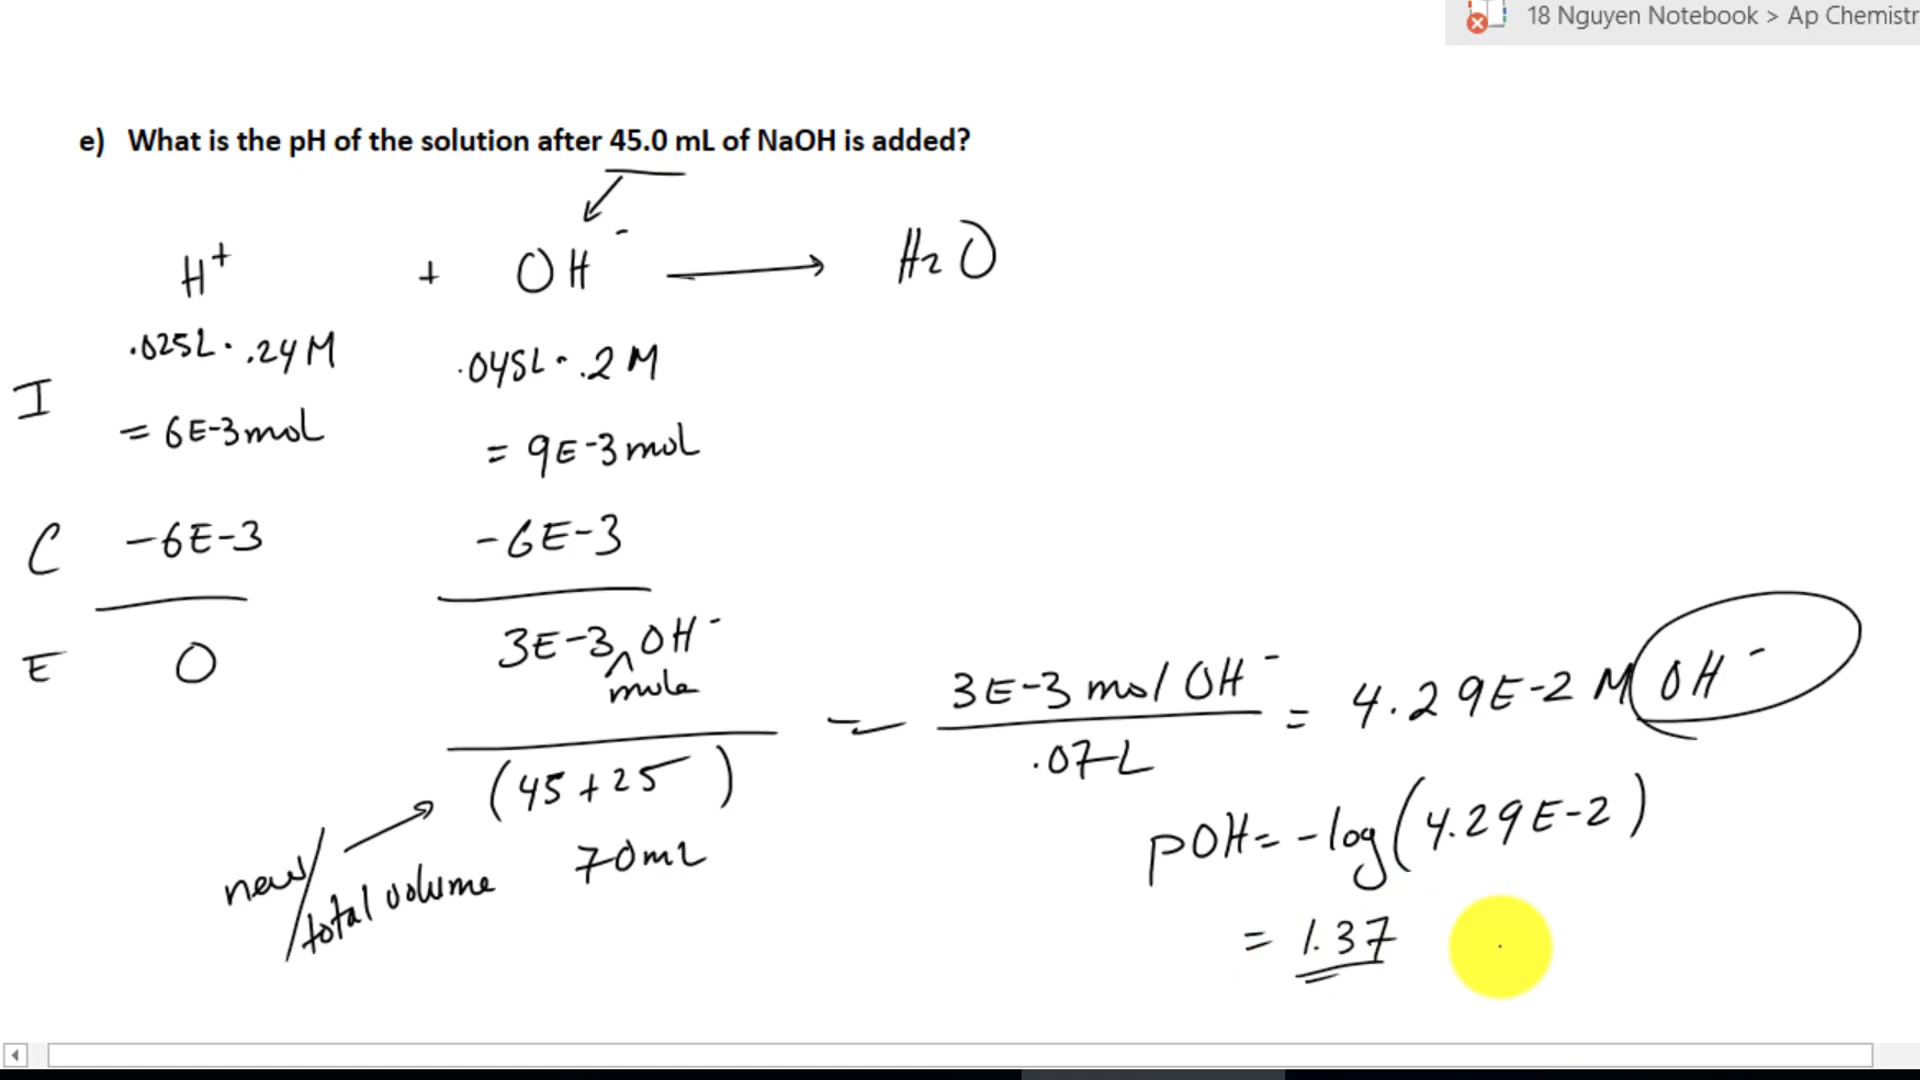 18 Nguyen Notebook > Ap Chemistr
e) What is the pH of the solution after 45.0 mL of NaOH is added?
H⁺ + OH⁻ → H₂O
I
.025L · .24 M
.045L · .2 M
= 6E-3 mol
= 9E-3 mol
C -6E-3 -6E-3
E 0 3E-3 OH⁻
mole
(45 + 25)
70mL
new/total volume
= 3E-3 mol OH⁻ = 4.29E-2 M OH⁻
.07L
pOH = -log(4.29E-2)
= 1.37